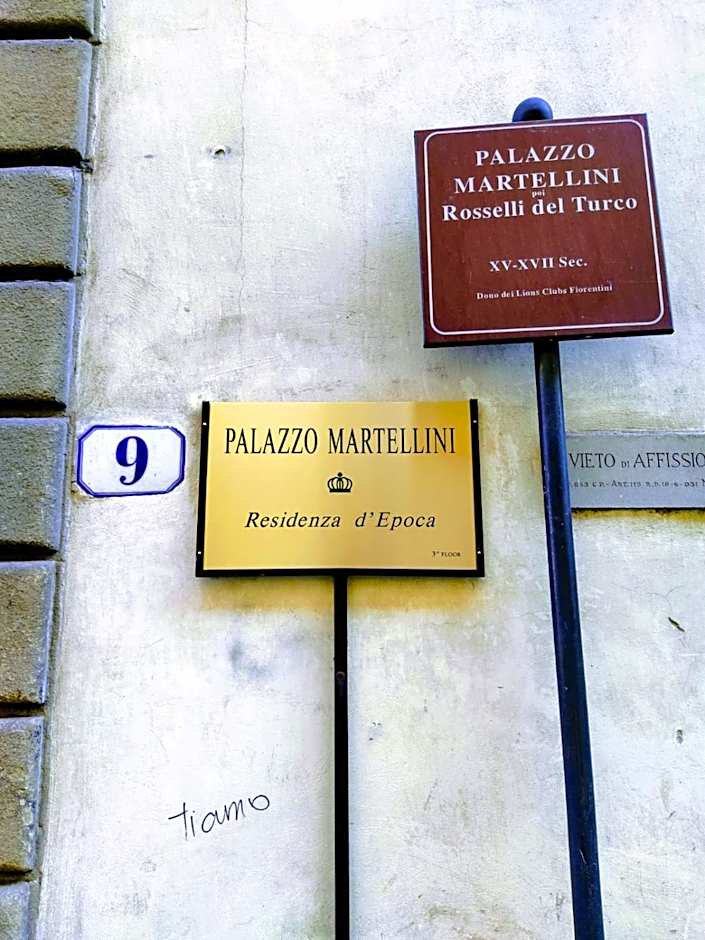 PALAZZO
MARTELLINI
poi
Rosselli del Turco
XV-XVII Sec.
Dono dei Lions Clubs Fiorentini
9
PALAZZO MARTELLINI
Residenza d'Epoca
3° FLOOR
VIETO DI AFFISSIO
tiamo